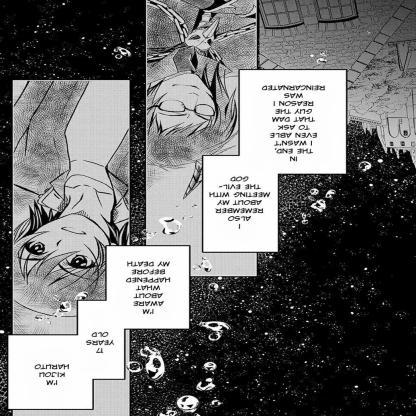 I'M
KIJOU
HARUTO
17
YEARS
OLD
I'M
AWARE
ABOUT
WHAT
HAPPENED
BEFORE
MY DEATH
I
ALSO
REMEMBER
ABOUT MY
MEETING WITH
THE EVIL-
GOD
IN
THE END,
I WASN'T
EVEN ABLE
TO ASK
THAT DAM
GUY THE
REASON I
WAS
REINCARNATED